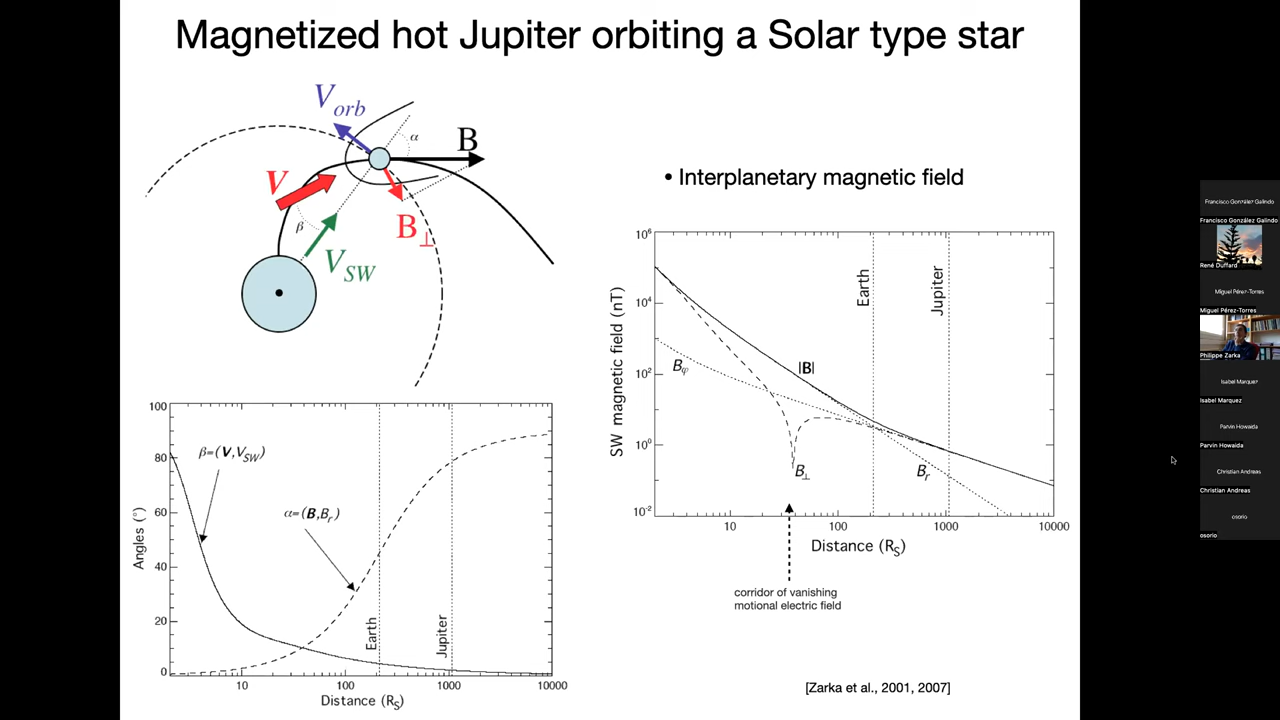 Magnetized hot Jupiter orbiting a Solar type star
V_orb
α
B
V
β
B⊥
V_SW
• Interplanetary magnetic field
10^6
10^4
10^2
10^0
10^-2
SW magnetic field (nT)
Earth
Jupiter
|B|
Bφ
B⊥
Br
10
100
1000
10000
Distance (R_S)
corridor of vanishing
motional electric field
100
80
60
40
20
0
Angles (°)
β=(V,V_SW)
α=(B,Br)
Earth
Jupiter
10
100
1000
10000
Distance (R_S)
[Zarka et al., 2001, 2007]
Francisco González Galindo
Francisco González Galindo
René Duffard
Miguel Pérez-Torres
Miguel Pérez-Torres
Philippe Zarka
Isabel Marquez
Isabel Marquez
Parvin Howaida
Parvin Howaida
Christian Andreas
Christian Andreas
osorio
osorio